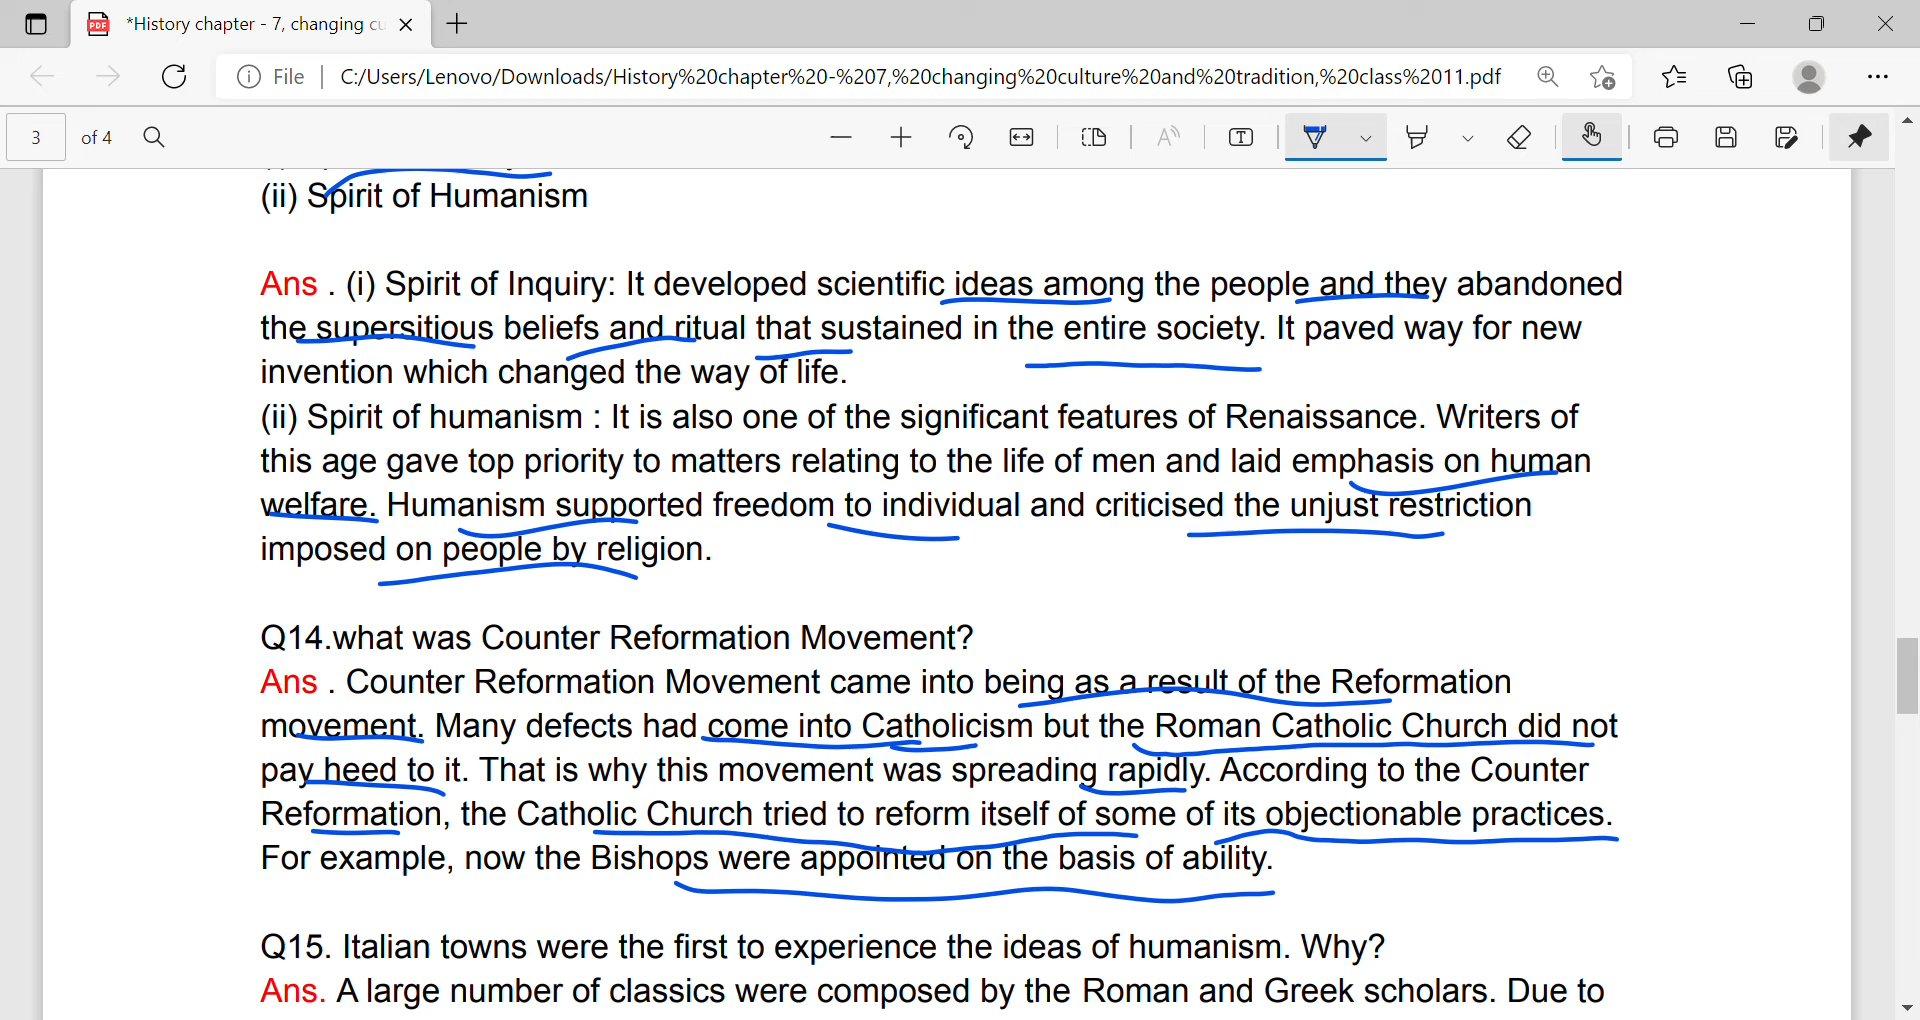 *History chapter - 7, changing cu
File
C:/Users/Lenovo/Downloads/History%20chapter%20-%207,%20changing%20culture%20and%20tradition,%20class%2011.pdf
3 of 4
(ii) Spirit of Humanism
Ans . (i) Spirit of Inquiry: It developed scientific ideas among the people and they abandoned
the supersitious beliefs and ritual that sustained in the entire society. It paved way for new
invention which changed the way of life.
(ii) Spirit of humanism : It is also one of the significant features of Renaissance. Writers of
this age gave top priority to matters relating to the life of men and laid emphasis on human
welfare. Humanism supported freedom to individual and criticised the unjust restriction
imposed on people by religion.
Q14.what was Counter Reformation Movement?
Ans . Counter Reformation Movement came into being as a result of the Reformation
movement. Many defects had come into Catholicism but the Roman Catholic Church did not
pay heed to it. That is why this movement was spreading rapidly. According to the Counter
Reformation, the Catholic Church tried to reform itself of some of its objectionable practices.
For example, now the Bishops were appointed on the basis of ability.
Q15. Italian towns were the first to experience the ideas of humanism. Why?
Ans. A large number of classics were composed by the Roman and Greek scholars. Due to